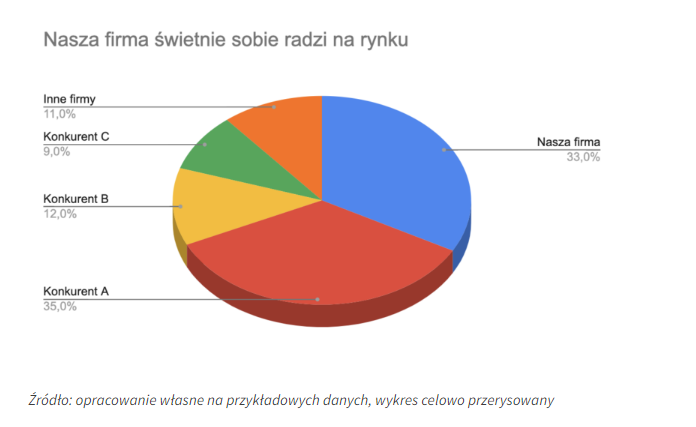 Nasza firma świetnie sobie radzi na rynku
Inne firmy
11,0%
Konkurent C
9,0%
Konkurent B
12,0%
Konkurent A
35,0%
Nasza firma
33,0%
Źródło: opracowanie własne na przykładowych danych, wykres celowo przerysowany